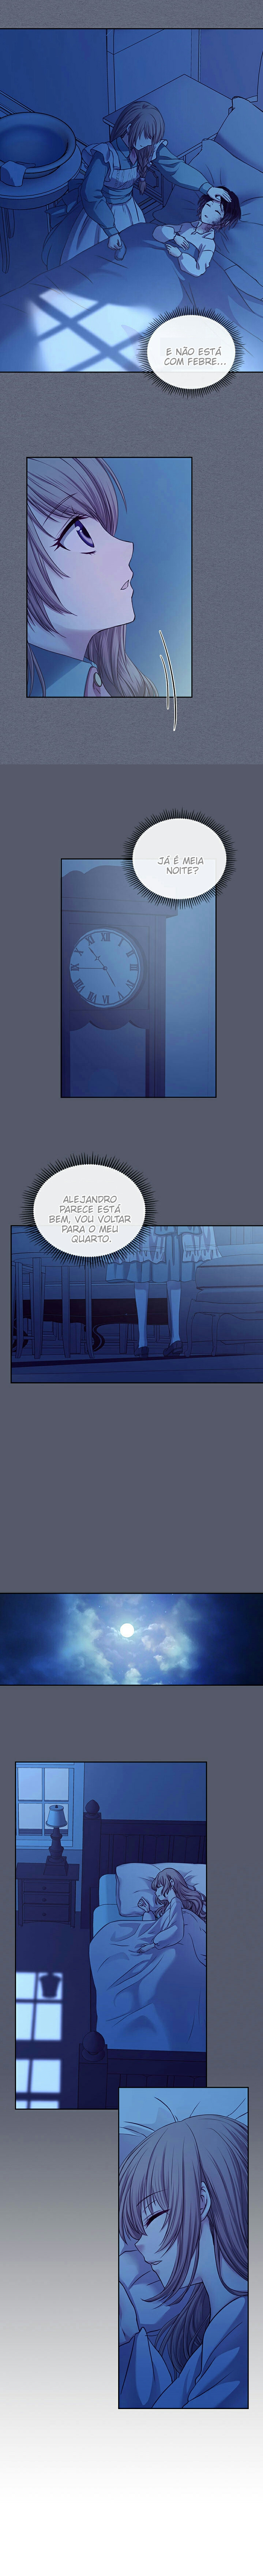 E NÃO ESTÁ
COM FEBRE...
JÁ É MEIA
NOITE?
ALEJANDRO
PARECE ESTÁ
BEM, VOU VOLTAR
PARA O MEU
QUARTO.